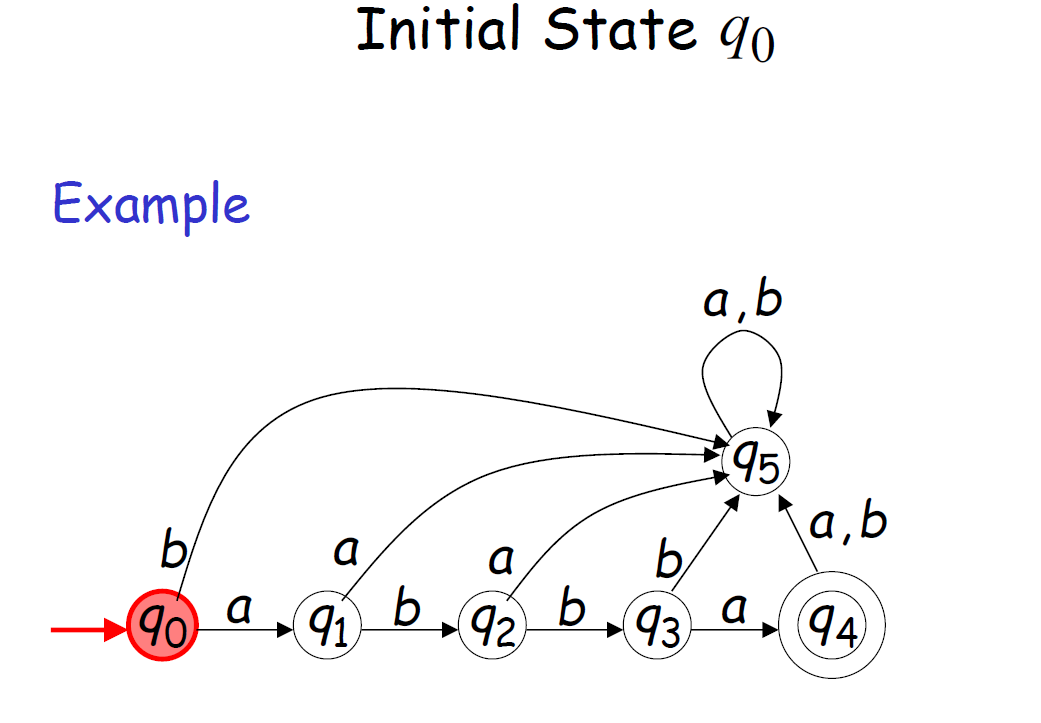 Initial State q0
Example
a,b
q5
b a a b a,b
q0 a q1 b q2 b q3 a q4